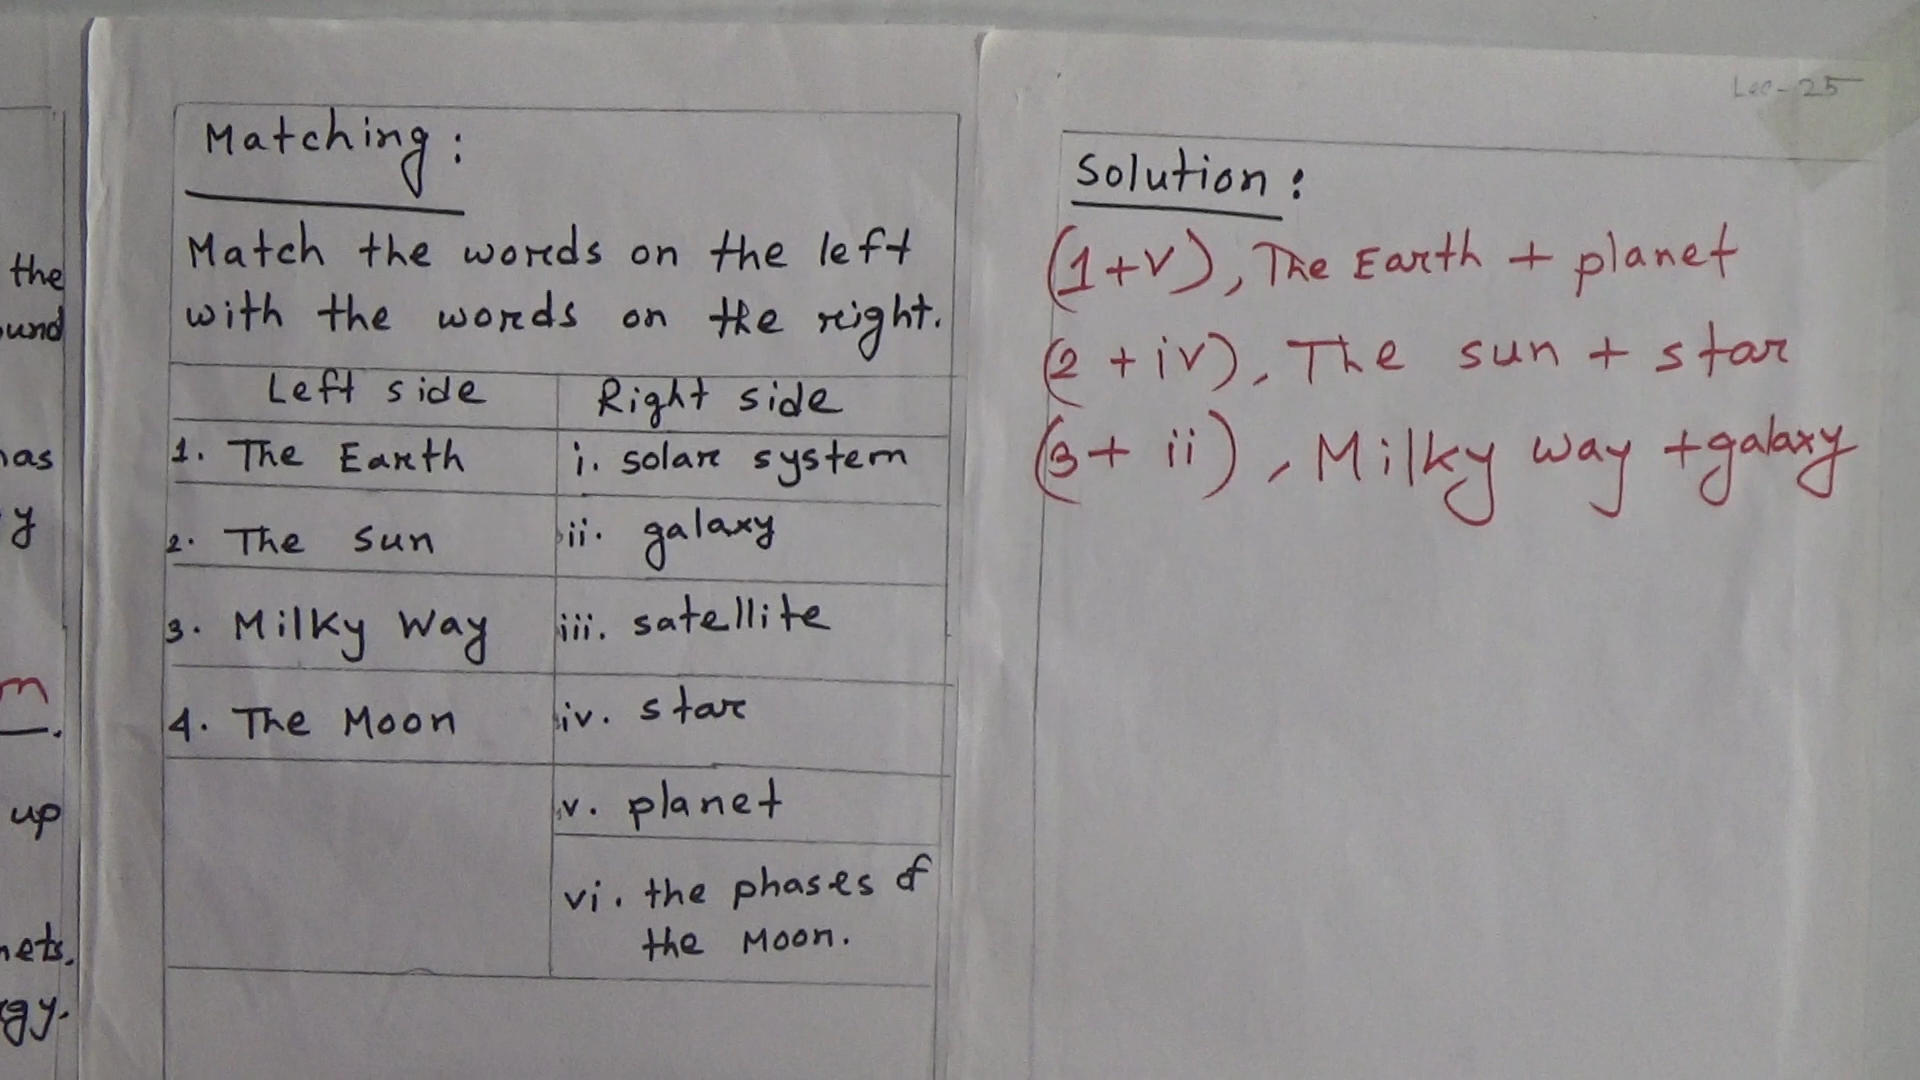 the
und
as
y
m
up
nets.
gy.
Matching:
Match the words on the left
with the words on the right.
Left side Right side
1. The Earth i. solar system
2. The Sun ii. galaxy
3. Milky Way iii. satellite
4. The Moon iv. star
v. planet
vi. the phases of
the Moon.
Lec-25
Solution:
(1+v), The Earth + planet
(2 + iv), The sun + star
(3+ ii), Milky way +galaxy